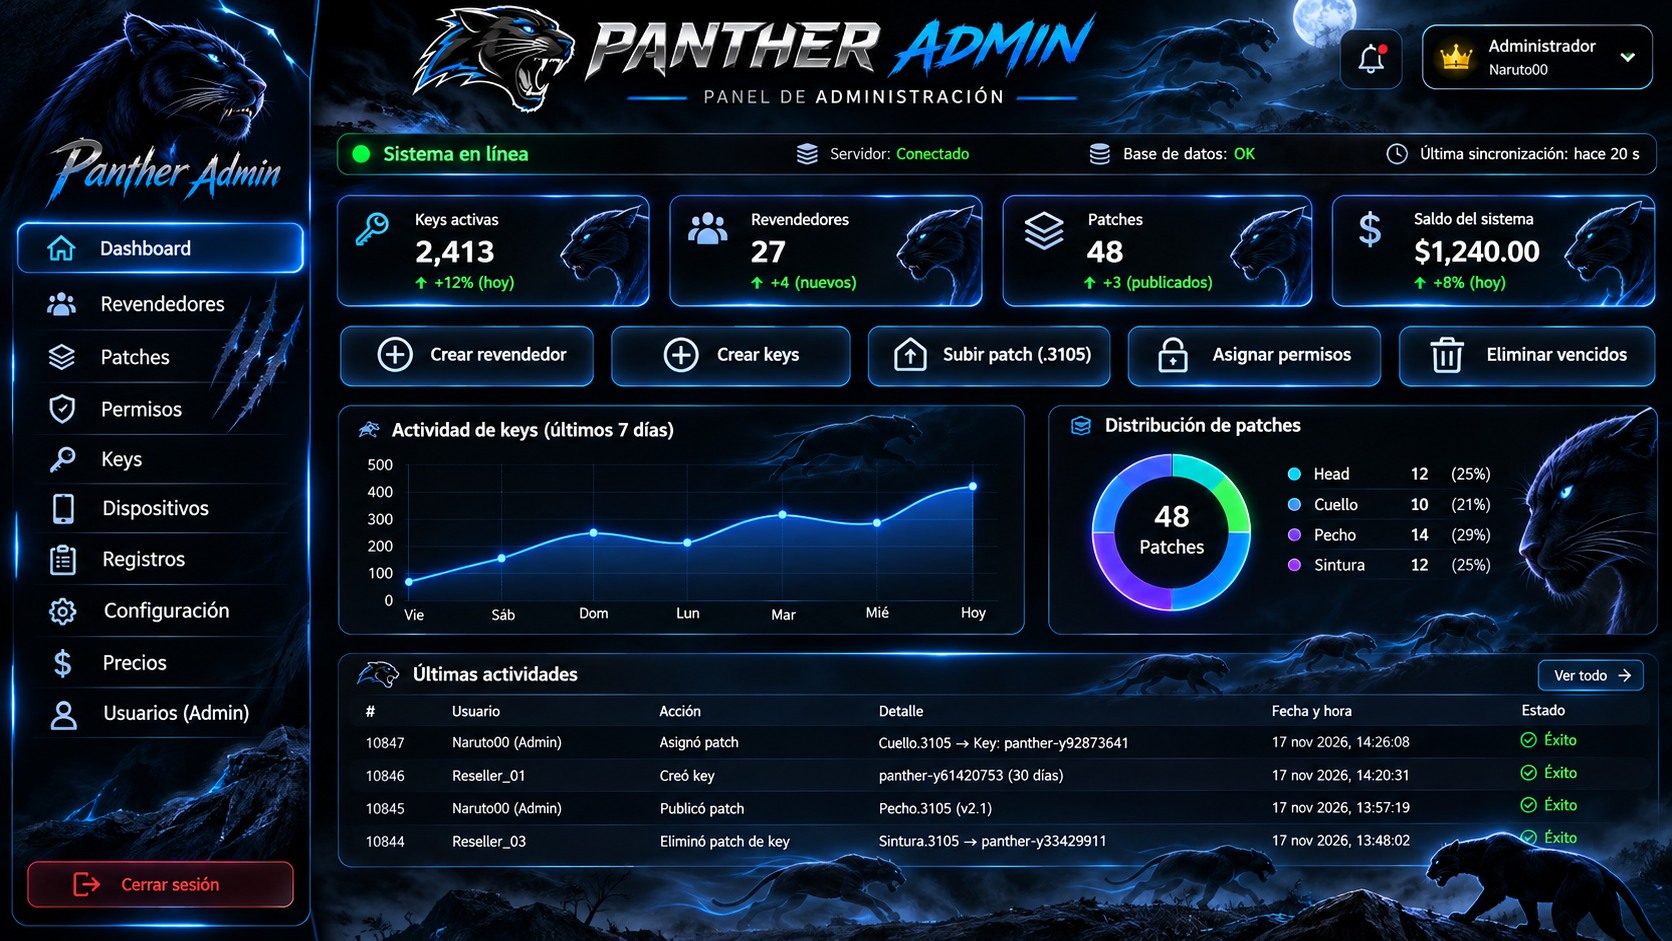 PANTHER ADMIN
PANEL DE ADMINISTRACIÓN
Administrador
Naruto00
Panther Admin
Dashboard
Revendedores
Patches
Permisos
Keys
Dispositivos
Registros
Configuración
Precios
Usuarios (Admin)
Cerrar sesión
Sistema en línea
Servidor: Conectado
Base de datos: OK
Última sincronización: hace 20 s
Keys activas
2,413
+12% (hoy)
Revendedores
27
+4 (nuevos)
Patches
48
+3 (publicados)
Saldo del sistema
$1,240.00
+8% (hoy)
Crear revendedor
Crear keys
Subir patch (.3105)
Asignar permisos
Eliminar vencidos
Actividad de keys (últimos 7 días)
500
400
300
200
100
0
Vie Sáb Dom Lun Mar Mié Hoy
Distribución de patches
48
Patches
Head 12 (25%)
Cuello 10 (21%)
Pecho 14 (29%)
Sintura 12 (25%)
Últimas actividades
Ver todo →
# Usuario Acción Detalle Fecha y hora Estado
10847 Naruto00 (Admin) Asignó patch Cuello.3105 → Key: panther-y92873641 17 nov 2026, 14:26:08 Éxito
10846 Reseller_01 Creó key panther-y61420753 (30 días) 17 nov 2026, 14:20:31 Éxito
10845 Naruto00 (Admin) Publicó patch Pecho.3105 (v2.1) 17 nov 2026, 13:57:19 Éxito
10844 Reseller_03 Eliminó patch de key Sintura.3105 → panther-y33429911 17 nov 2026, 13:48:02 Éxito